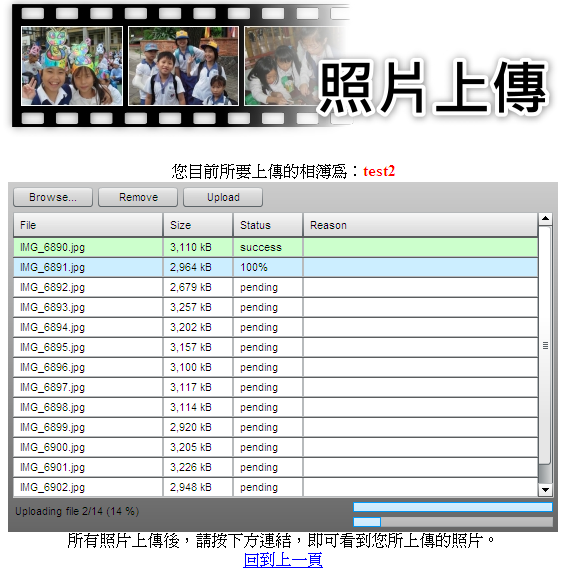 照片上傳
您目前所要上傳的相簿為：test2
Browse... Remove Upload
File Size Status Reason
IMG_6890.jpg 3,110 kB success
IMG_6891.jpg 2,964 kB 100%
IMG_6892.jpg 2,679 kB pending
IMG_6893.jpg 3,257 kB pending
IMG_6894.jpg 3,202 kB pending
IMG_6895.jpg 3,157 kB pending
IMG_6896.jpg 3,100 kB pending
IMG_6897.jpg 3,117 kB pending
IMG_6898.jpg 3,114 kB pending
IMG_6899.jpg 2,920 kB pending
IMG_6900.jpg 3,205 kB pending
IMG_6901.jpg 3,226 kB pending
IMG_6902.jpg 2,948 kB pending
Uploading file 2/14 (14 %)
所有照片上傳後，請按下方連結，即可看到您所上傳的照片。
回到上一頁